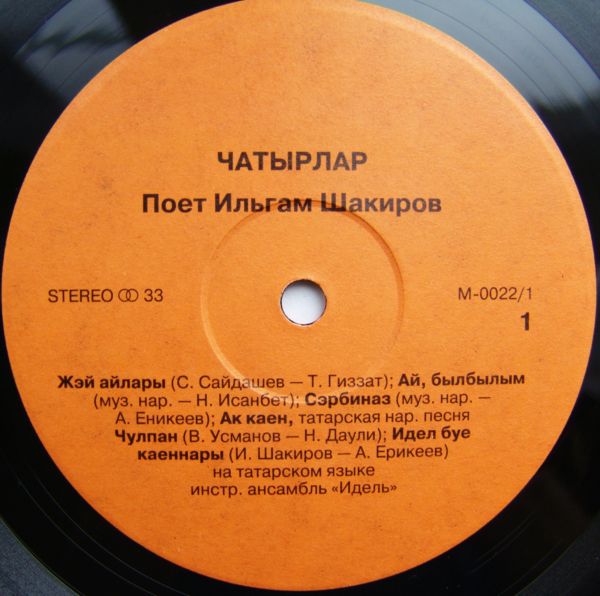 ЧАТЫРЛАР
Поет Ильгам Шакиров
STEREO 33
М-0022/1
1
Жэй айлары (С. Сайдашев — Т. Гиззат); Ай, былбылым
(муз. нар. — Н. Исанбет); Сэрбиназ (муз. нар. —
А. Еникеев); Ак каен, татарская нар. песня
Чулпан (В. Усманов — Н. Даули); Идел буе
каеннары (И. Шакиров — А. Ерикеев)
на татарском языке
инстр. ансамбль «Идель»